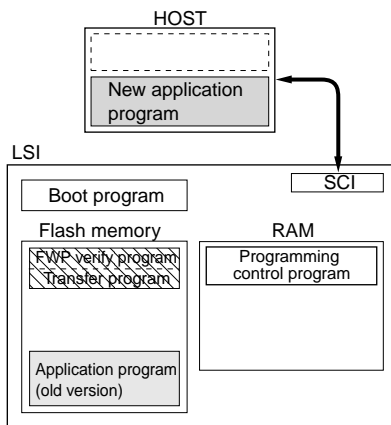 HOST
New application
program
LSI
SCI
Boot program
Flash memory
RAM
FWP verify program
Transfer program
Programming
control program
Application program
(old version)